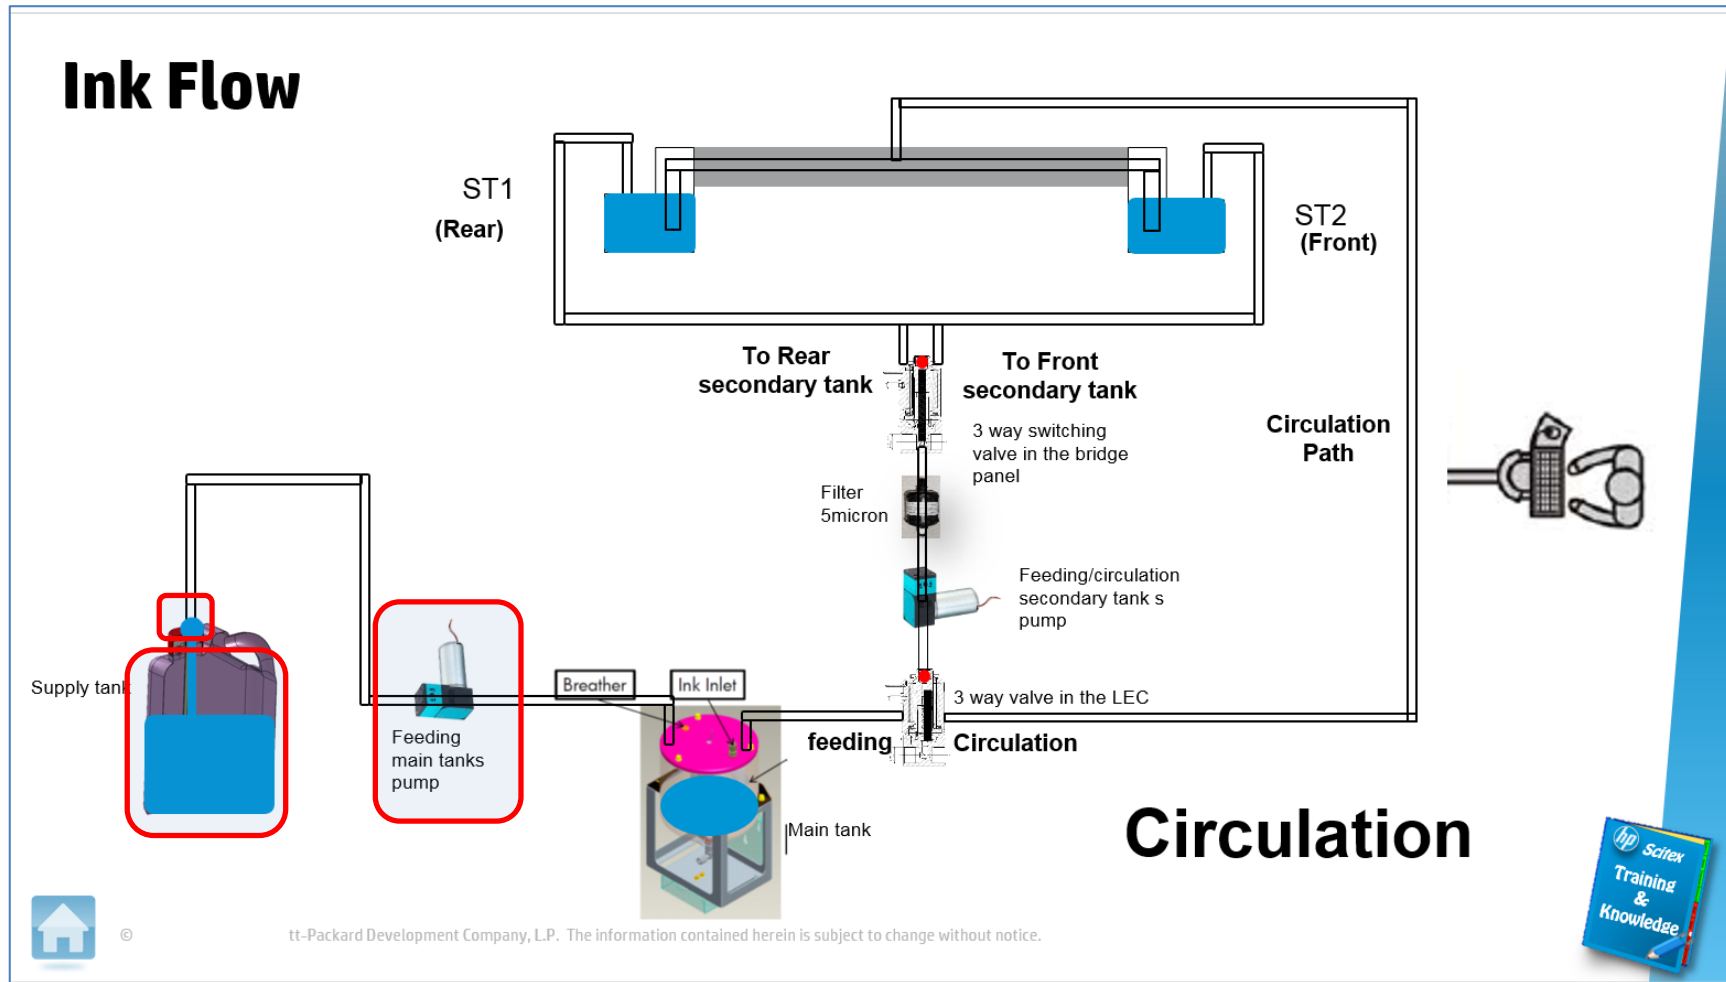 Ink Flow
ST1
(Rear)
ST2
(Front)
To Rear
secondary tank
To Front
secondary tank
3 way switching
valve in the bridge
panel
Circulation
Path
Filter
5micron
Feeding/circulation
secondary tank s
pump
Supply tank
Breather
Ink Inlet
3 way valve in the LEC
Feeding
main tanks
pump
feeding
Circulation
Main tank
Circulation
hp Scitex
Training
&
Knowledge
© tt-Packard Development Company, L.P. The information contained herein is subject to change without notice.